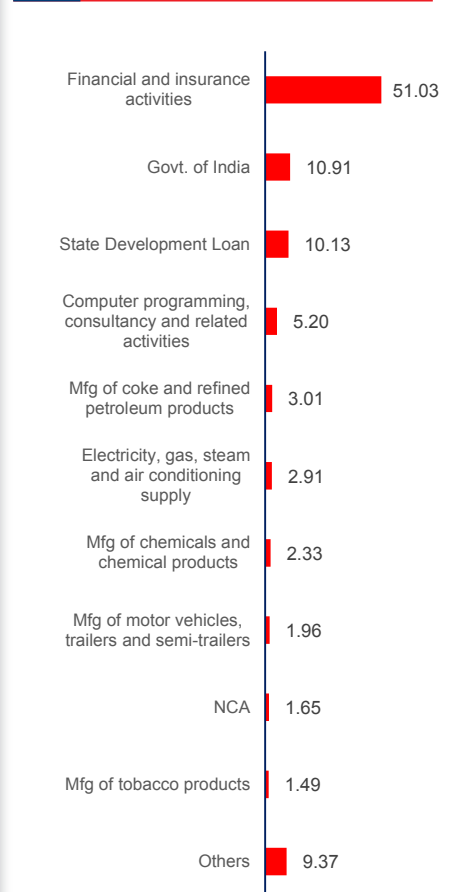 Financial and insurance
activities
51.03
Govt. of India
10.91
State Development Loan
10.13
Computer programming,
consultancy and related
activities
5.20
Mfg of coke and refined
petroleum products
3.01
Electricity, gas, steam
and air conditioning
supply
2.91
Mfg of chemicals and
chemical products
2.33
Mfg of motor vehicles,
trailers and semi-trailers
1.96
NCA
1.65
Mfg of tobacco products
1.49
Others
9.37